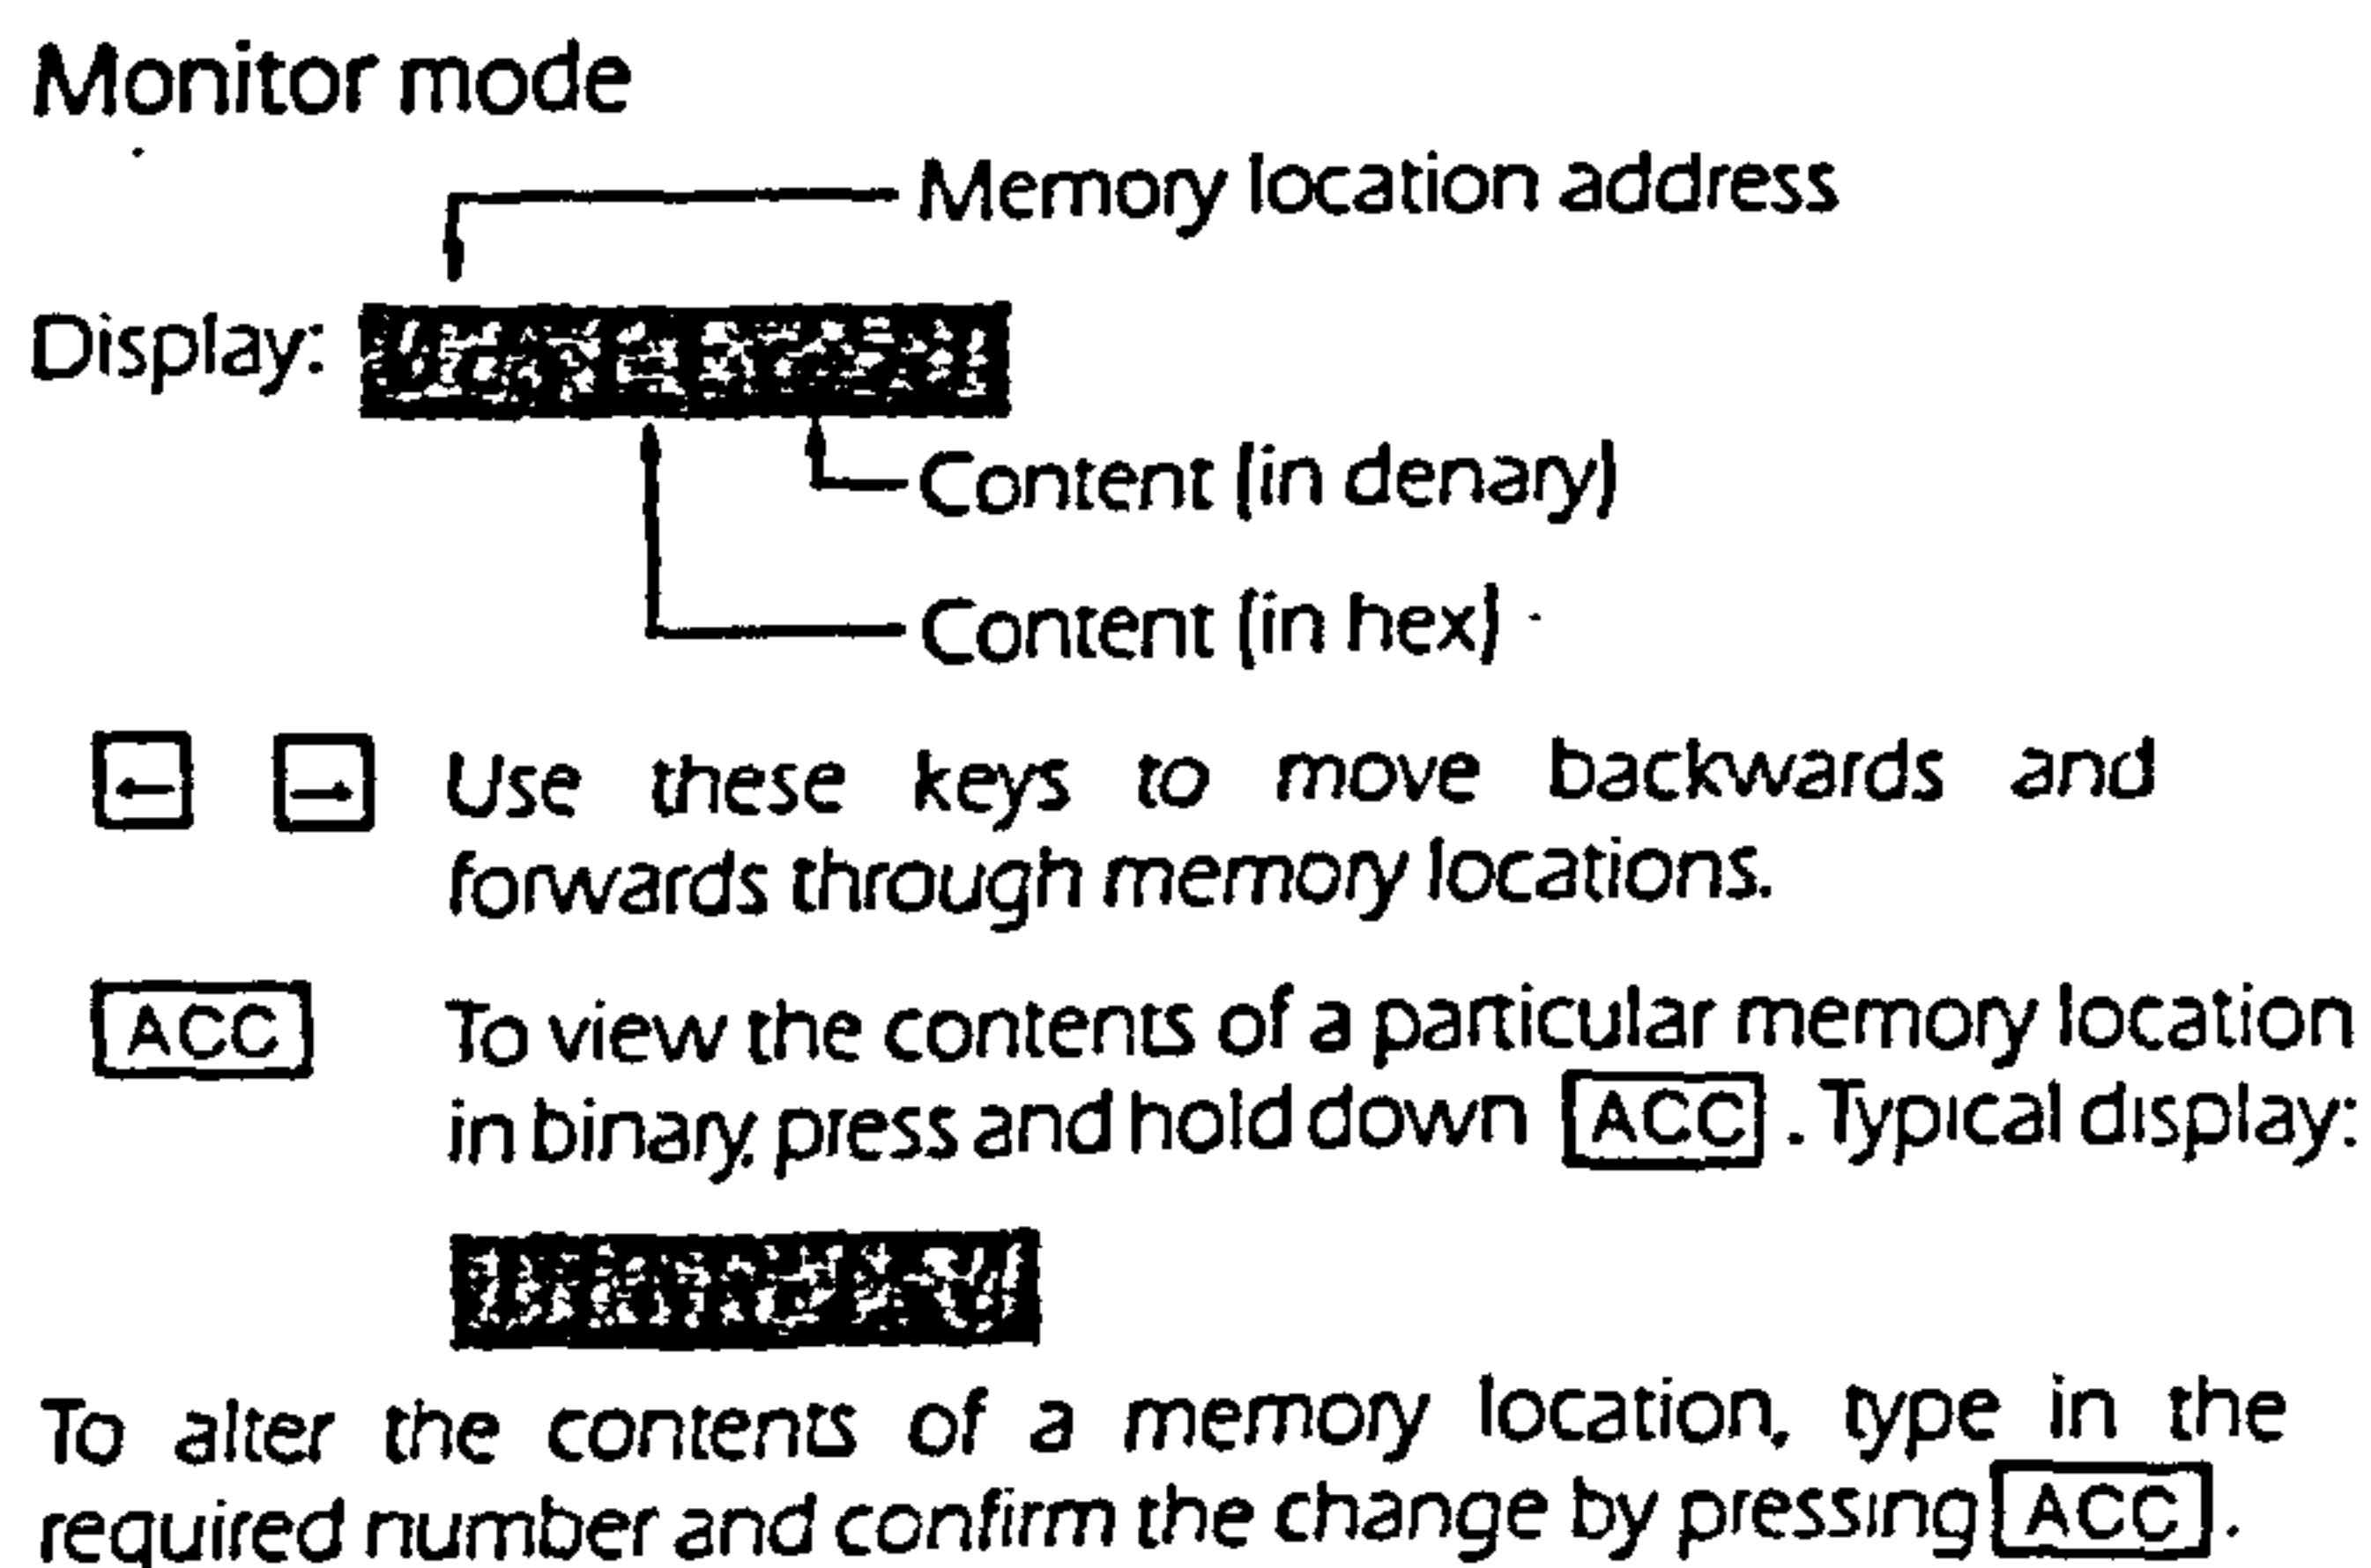 Monitor mode
Memory location address
Display:
Content (in denary)
Content (in hex)
← → Use these keys to move backwards and
forwards through memory locations.
ACC To view the contents of a particular memory location
in binary, press and hold down ACC. Typical display:
To alter the contents of a memory location, type in the
required number and confirm the change by pressing ACC.